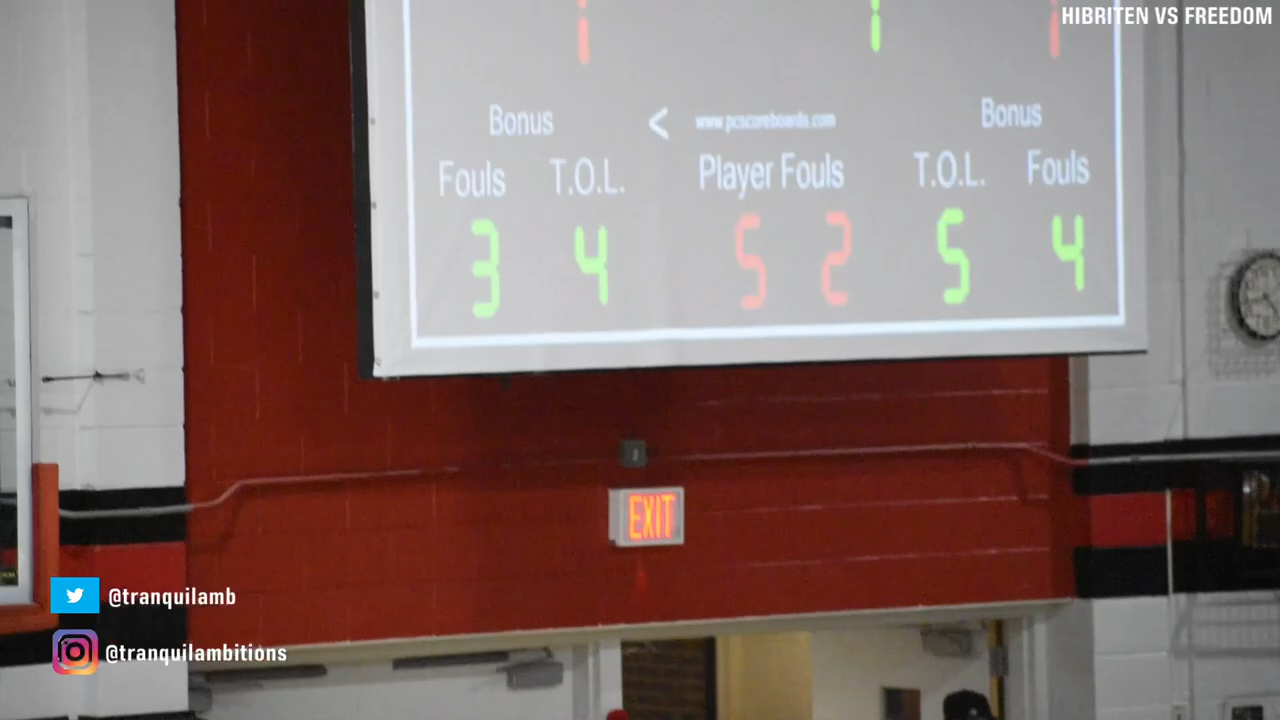 HIBRITEN VS FREEDOM
Bonus < www.pcscoreboards.com Bonus
Fouls T.O.L. Player Fouls T.O.L. Fouls
3 4 5 2 5 4
EXIT
@tranquilamb
@tranquilambitions